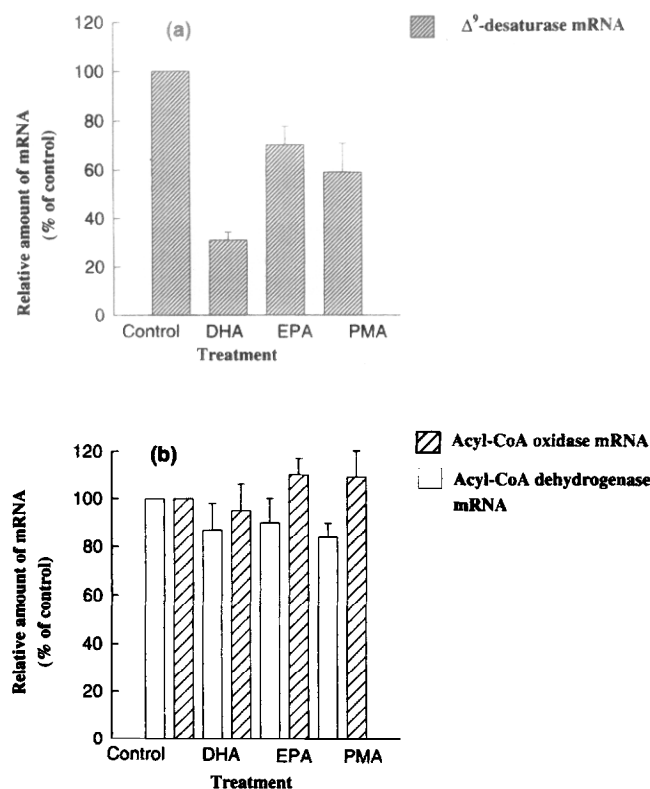 (a)
Δ⁹-desaturase mRNA
Relative amount of mRNA
(% of control)
120
100
80
60
40
20
0
Control DHA EPA PMA
Treatment
(b)
Acyl-CoA oxidase mRNA
Acyl-CoA dehydrogenase
mRNA
Relative amount of mRNA
(% of control)
120
100
80
60
40
20
0
Control DHA EPA PMA
Treatment